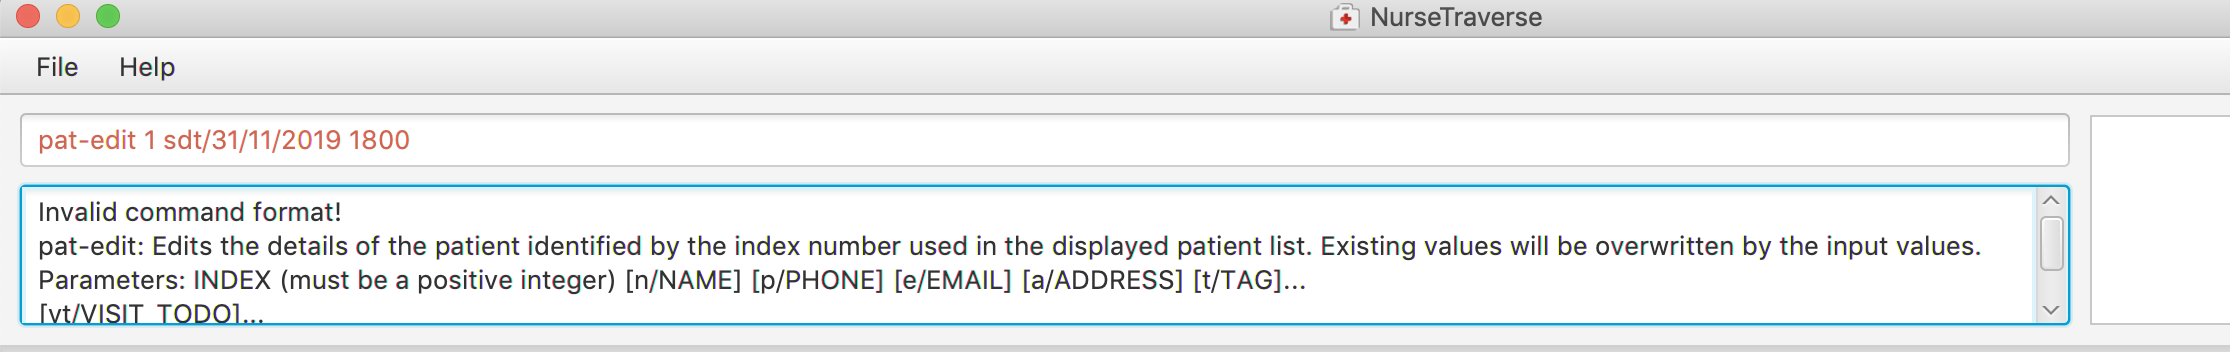 NurseTraverse
File Help
pat-edit 1 sdt/31/11/2019 1800
Invalid command format!
pat-edit: Edits the details of the patient identified by the index number used in the displayed patient list. Existing values will be overwritten by the input values.
Parameters: INDEX (must be a positive integer) [n/NAME] [p/PHONE] [e/EMAIL] [a/ADDRESS] [t/TAG]...
[vt/VISIT_TODO]...